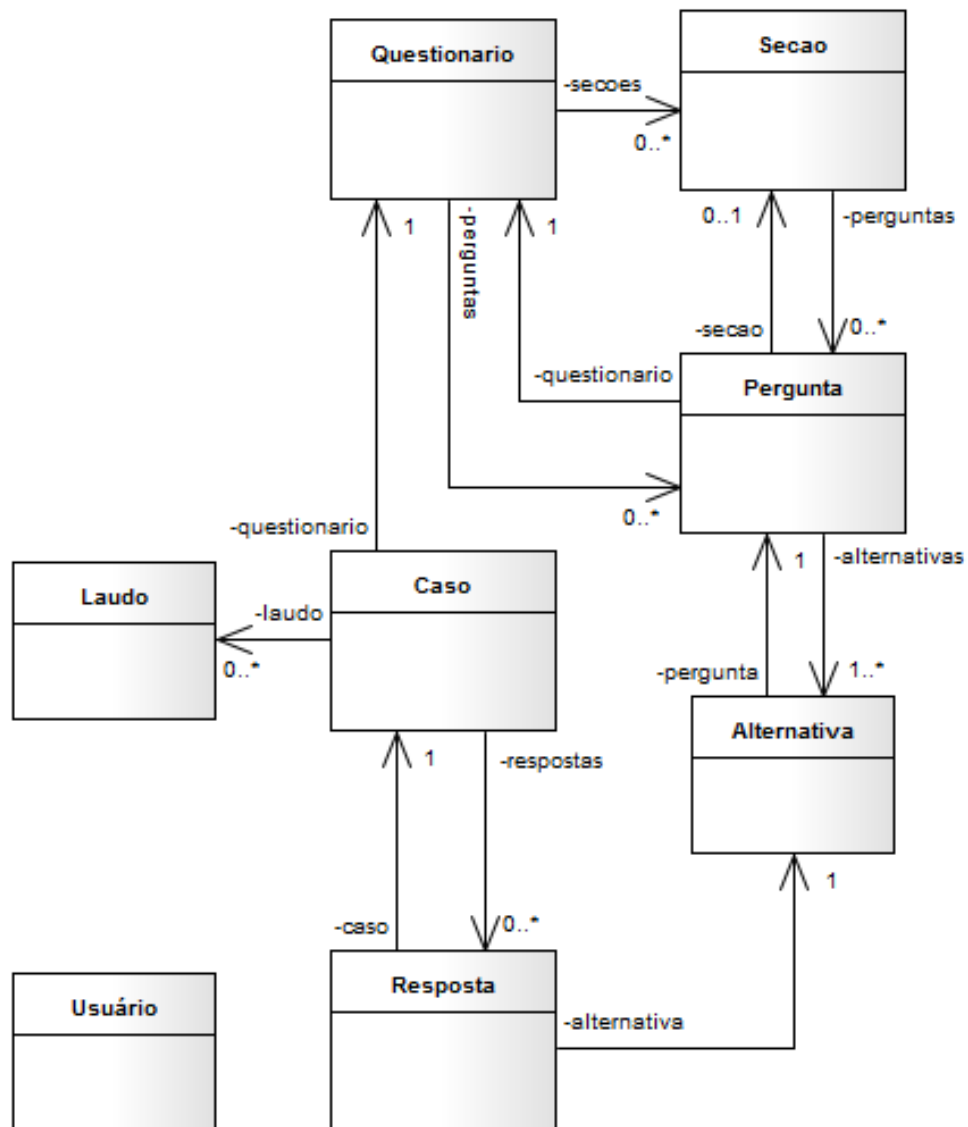 Questionario
Secao
-secoes
0..*
1
-perguntas
1
0..1
-perguntas
-secao
0..*
-questionario
Pergunta
0..*
-questionario
1
-alternativas
Laudo
Caso
-laudo
0..*
-pergunta
1..*
Alternativa
1
-respostas
1
-caso
0..*
Resposta
Usuário
-alternativa